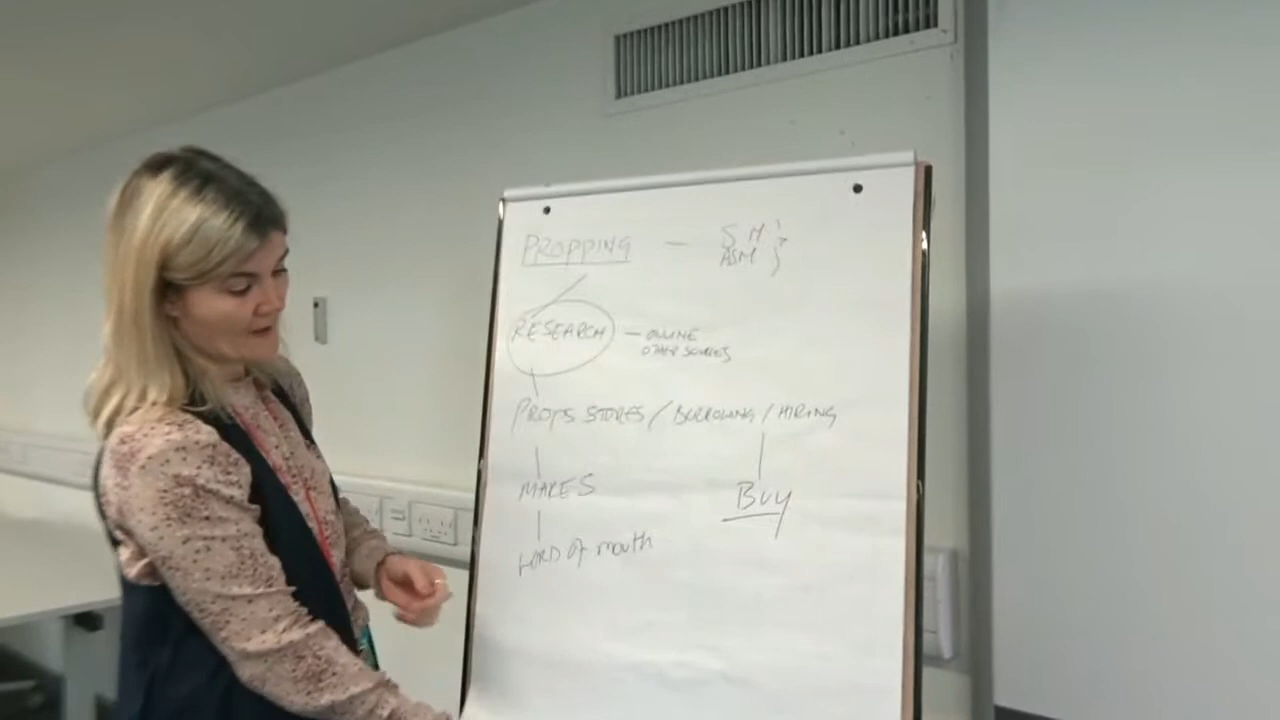 PROPPING — SM }
ASM
RESEARCH — ONLINE
OTHER SOURCES
PROPS STORES / BORROWING / HIRING
MAKES
BUY
WORD OF MOUTH